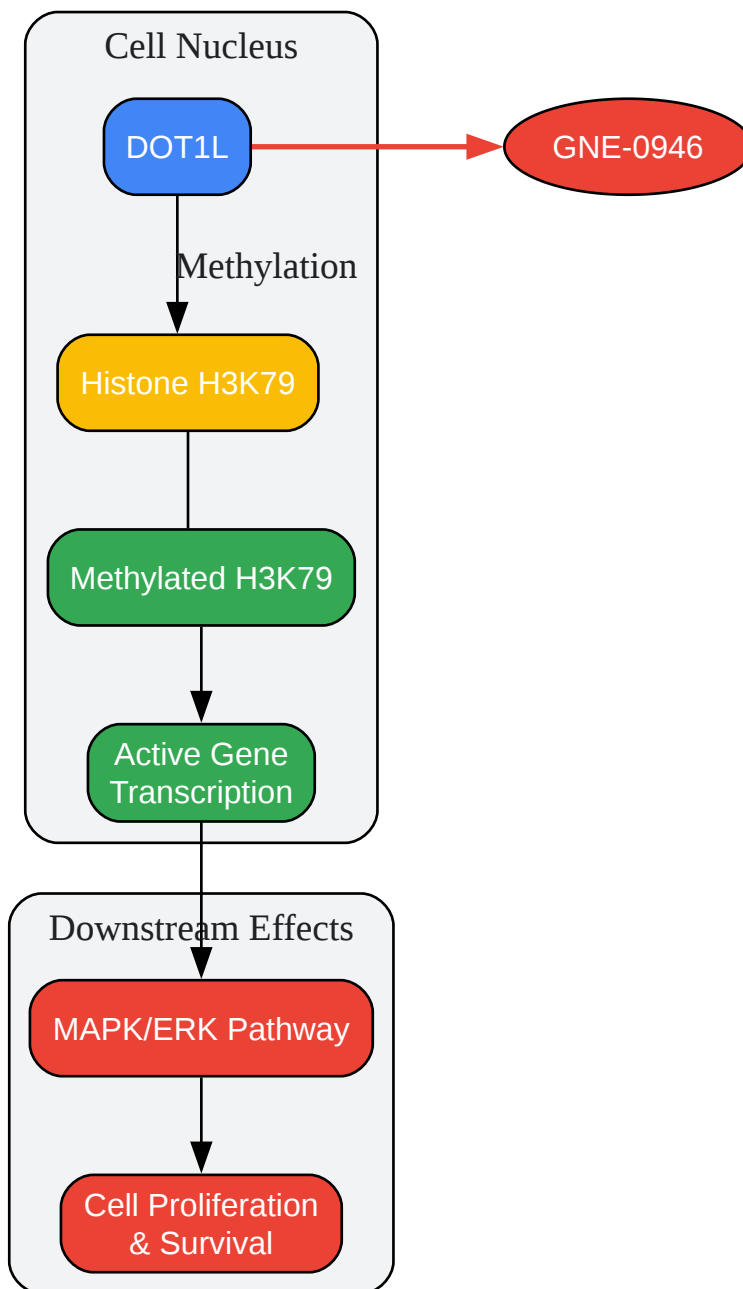 Cell Nucleus
DOT1L
GNE-0946
Methylation
Histone H3K79
Methylated H3K79
Active Gene
Transcription
Downstream Effects
MAPK/ERK Pathway
Cell Proliferation
& Survival